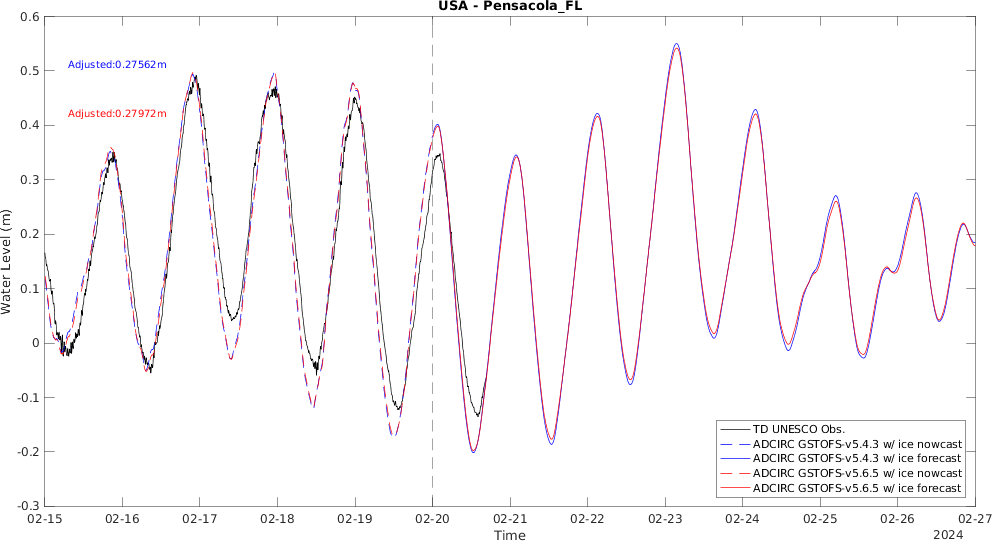 USA - Pensacola_FL
0.6
0.5
0.4
0.3
0.2
0.1
0
-0.1
-0.2
-0.3
Water Level (m)
Adjusted:0.27562m
Adjusted:0.27972m
TD UNESCO Obs.
ADCIRC GSTOFS-v5.4.3 w/ ice nowcast
ADCIRC GSTOFS-v5.4.3 w/ ice forecast
ADCIRC GSTOFS-v5.6.5 w/ ice nowcast
ADCIRC GSTOFS-v5.6.5 w/ ice forecast
02-15 02-16 02-17 02-18 02-19 02-20 02-21 02-22 02-23 02-24 02-25 02-26 02-27
Time
2024